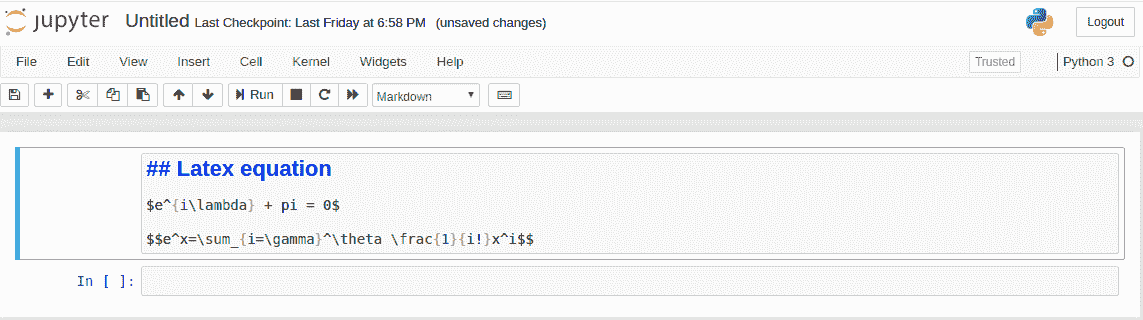 jupyter Untitled Last Checkpoint: Last Friday at 6:58 PM (unsaved changes) Logout
File Edit View Insert Cell Kernel Widgets Help Trusted Python 3
Run Markdown
## Latex equation
$e^{i\lambda} + pi = 0$
$$e^x=\sum_{i=\gamma}^\theta \frac{1}{i!}x^i$$
In [ ]: